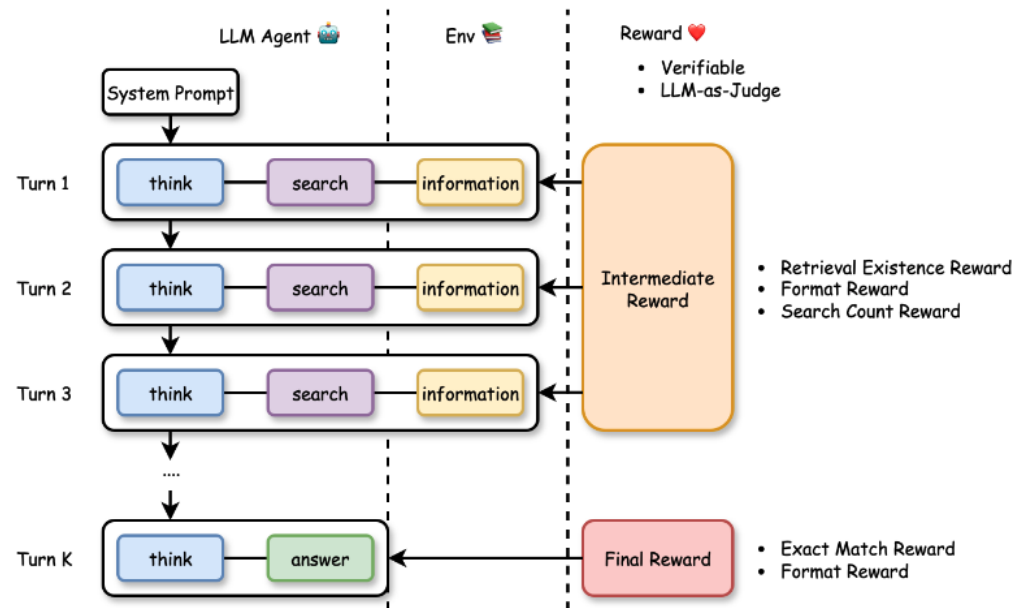 LLM Agent 🤖
Env 📚
Reward ❤️
• Verifiable
• LLM-as-Judge
System Prompt
Turn 1
think
search
information
Turn 2
think
search
information
Intermediate
Reward
• Retrieval Existence Reward
• Format Reward
• Search Count Reward
Turn 3
think
search
information
....
Turn K
think
answer
Final Reward
• Exact Match Reward
• Format Reward